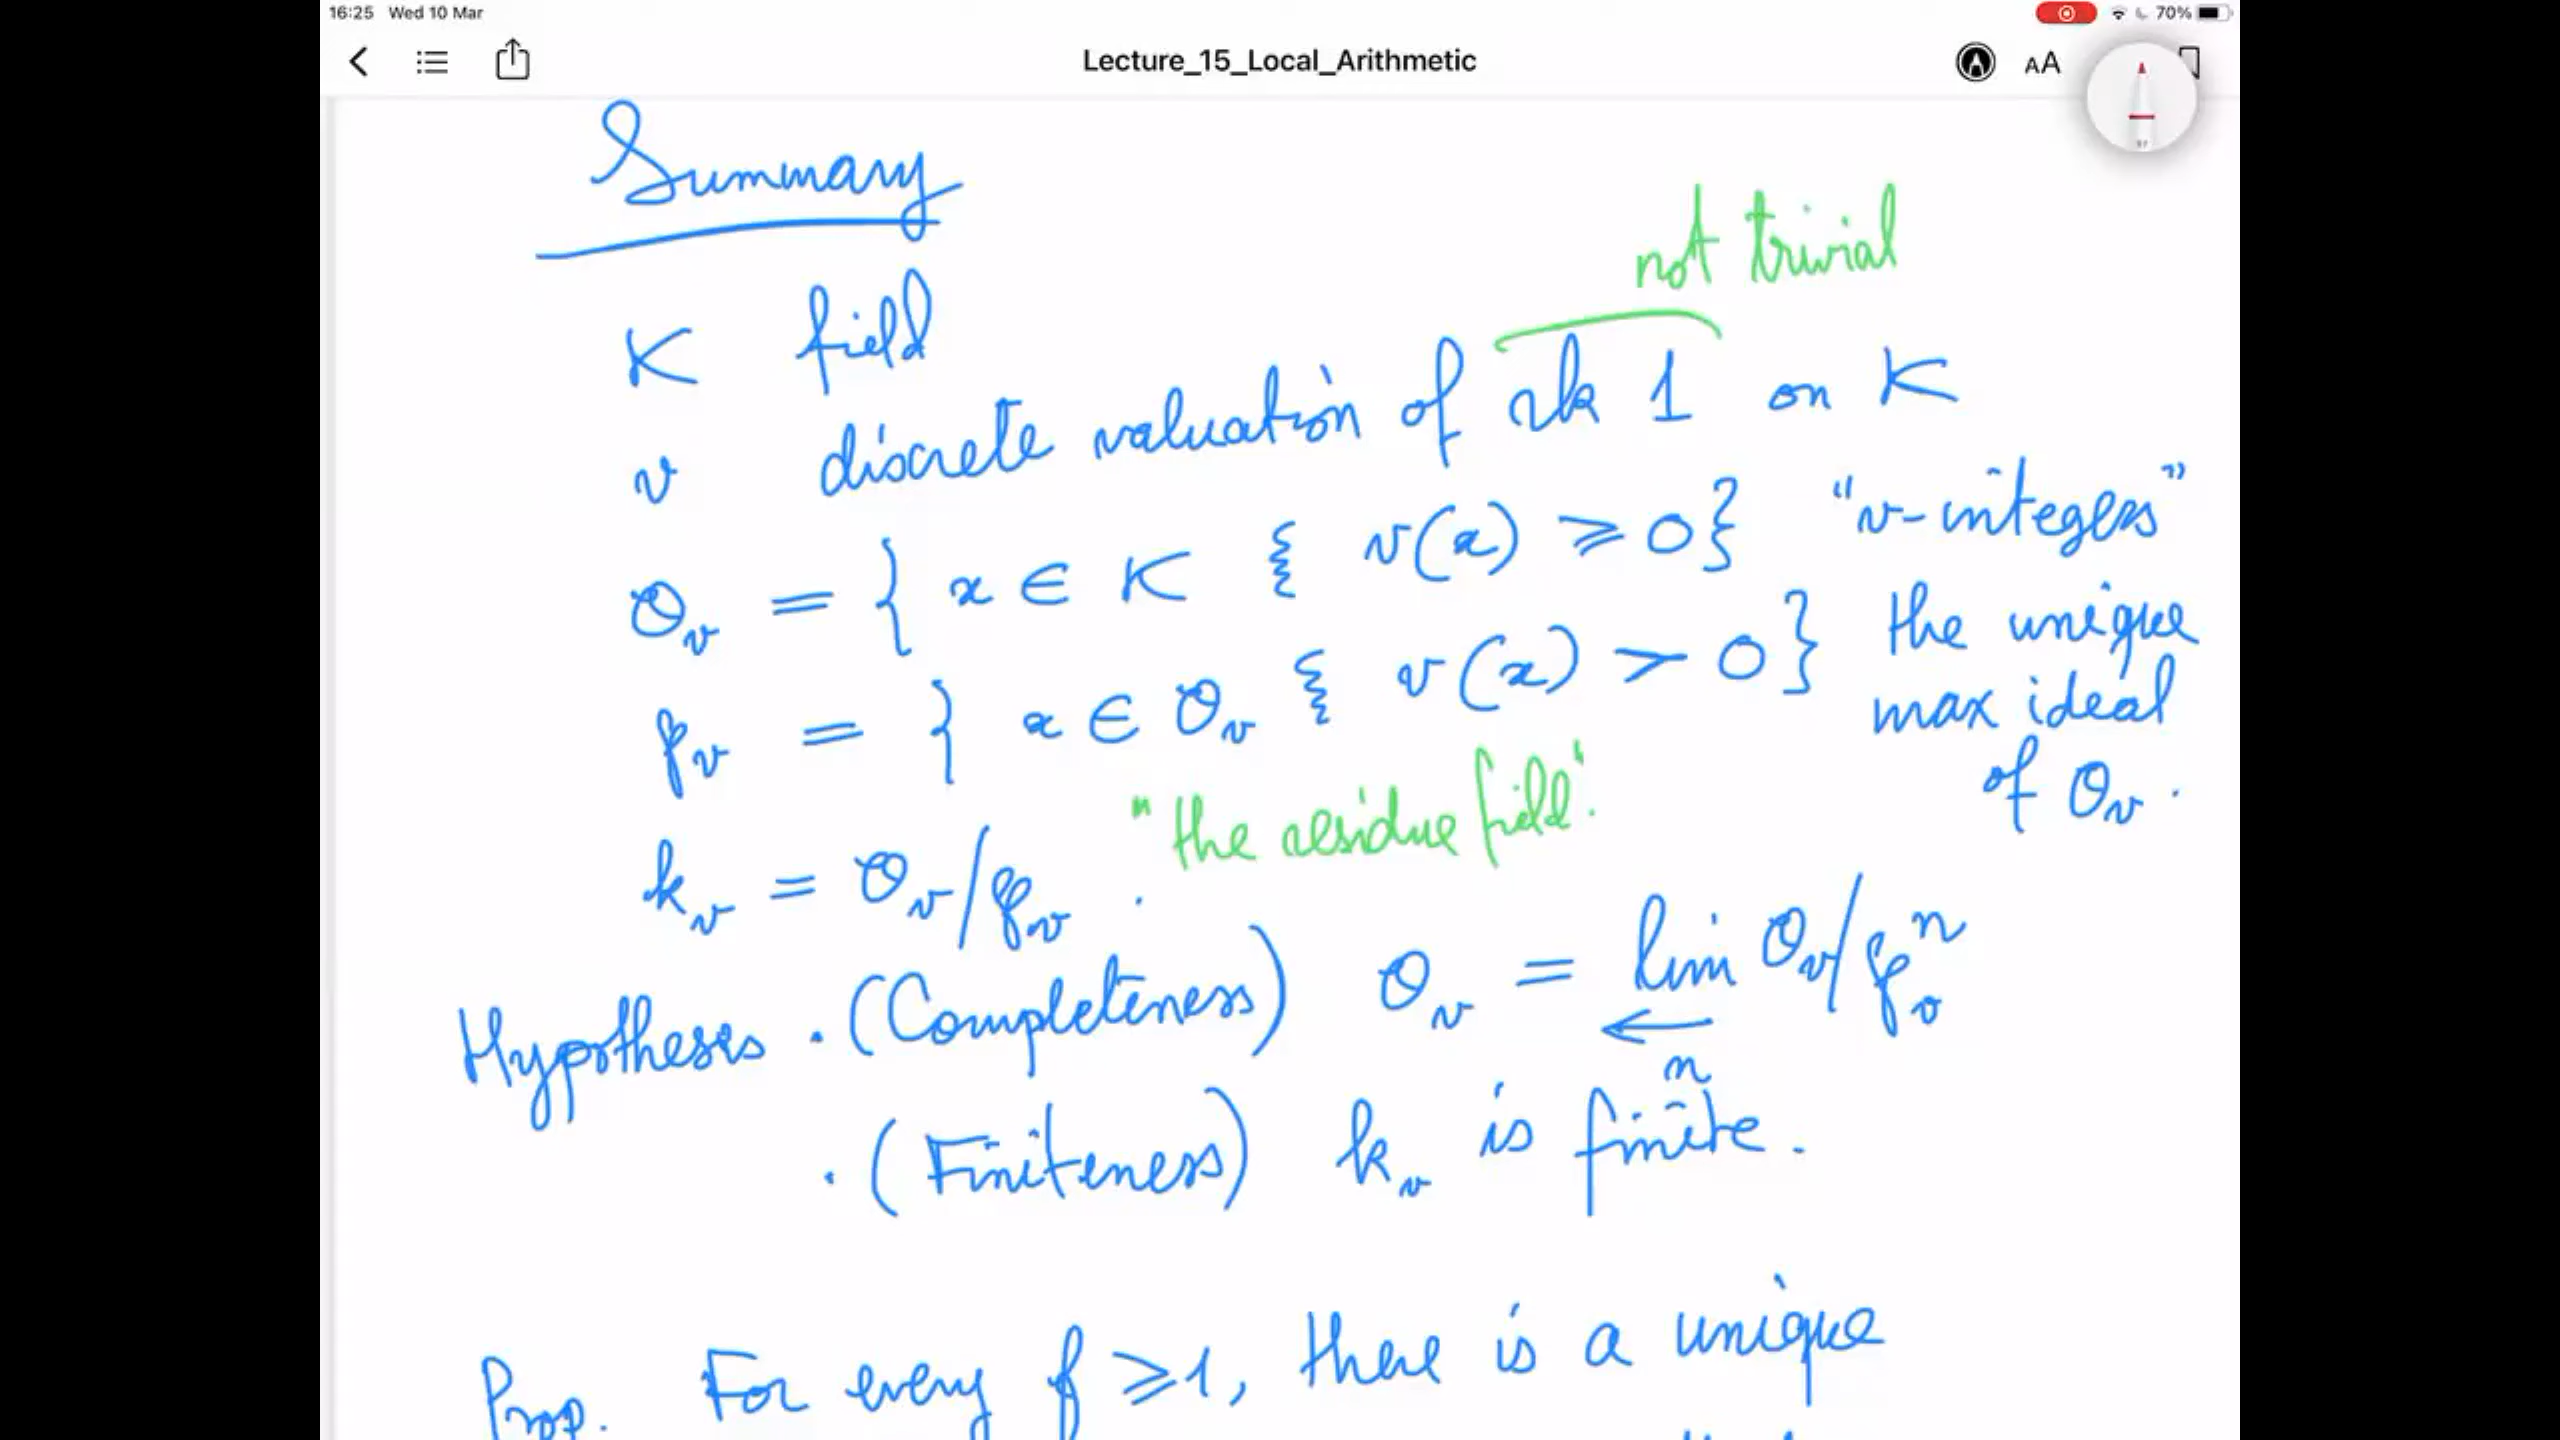 16:25 Wed 10 Mar 70%
Lecture_15_Local_Arithmetic
AA
Summary
not trivial
K field
v discrete valuation of rk 1 on K
O_v = { x ∈ K { v(x) ⩾ 0} "v-integers"
p_v = { x ∈ O_v { v(x) > 0} the unique
max ideal
of O_v.
"the residue field".
k_v = O_v/p_v .
Hypotheses . (Completeness) O_v = lim O_v/p_v^n
←
n
. (Finiteness) k_v is finite.
Prop. For every f ⩾ 1, there is a unique